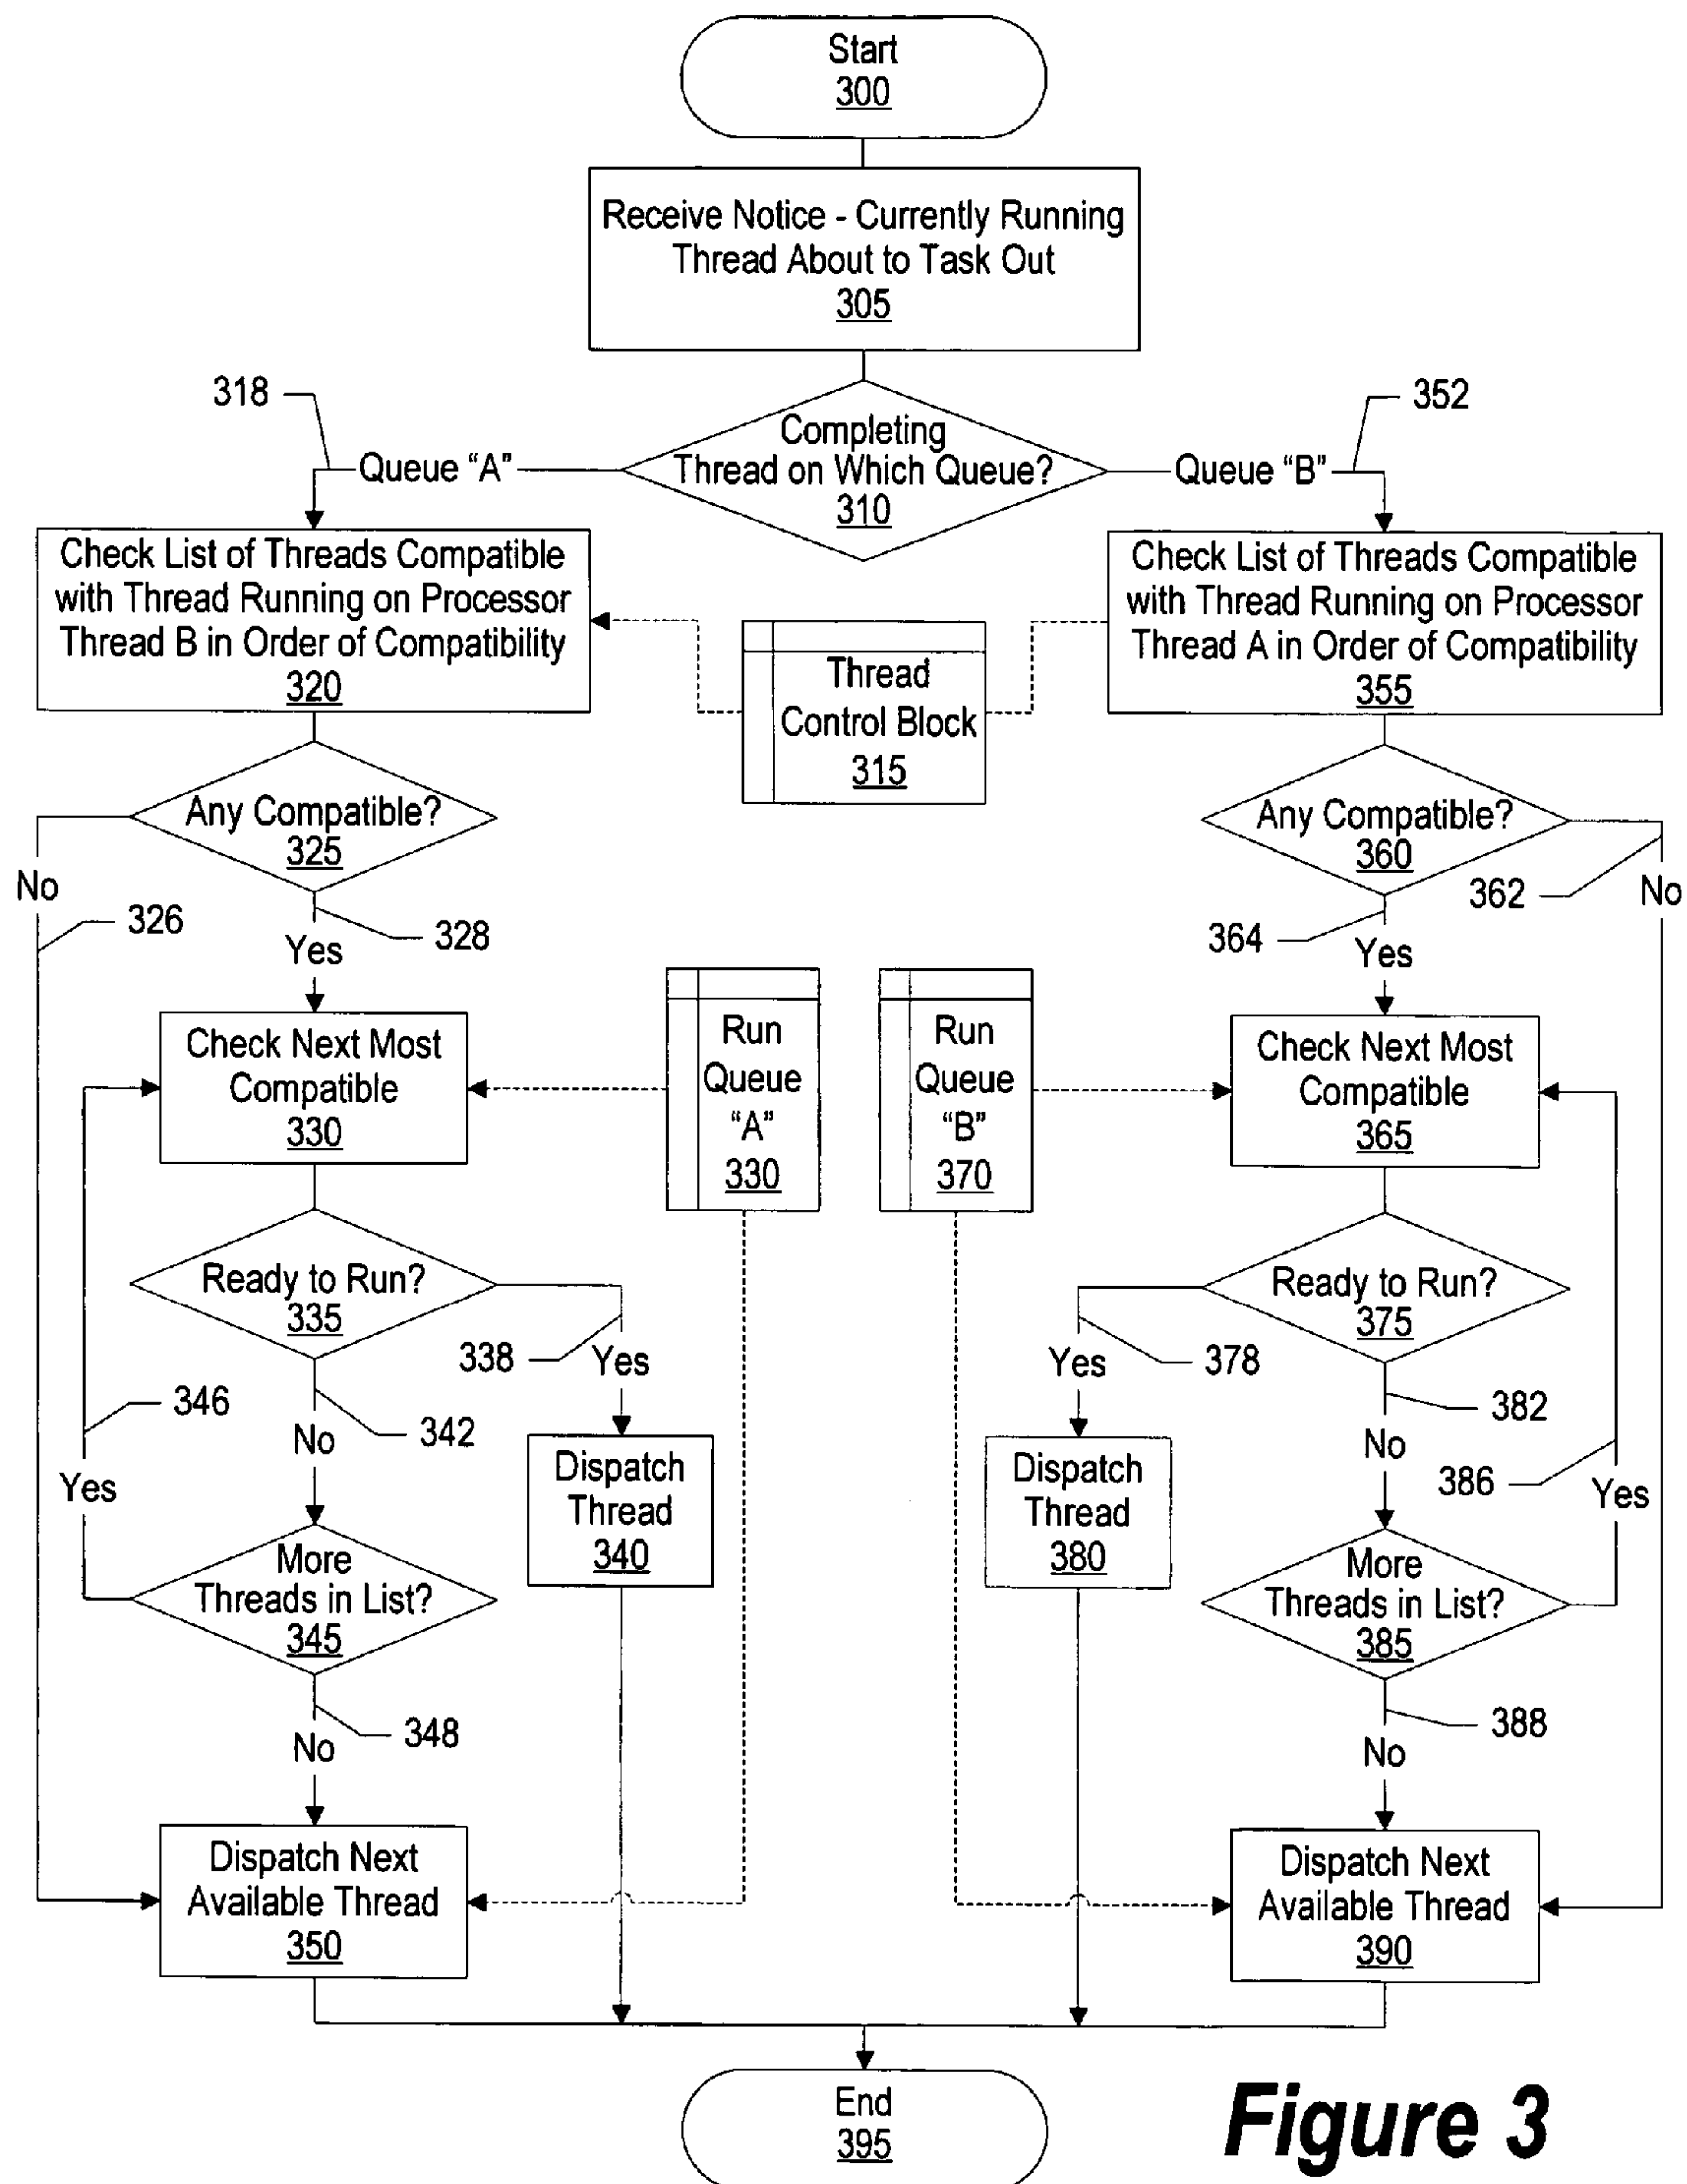 Start
300
Receive Notice - Currently Running
Thread About to Task Out
305
318
352
Completing
Thread on Which Queue?
310
Queue “A”
Queue “B”
Check List of Threads Compatible
with Thread Running on Processor
Thread B in Order of Compatibility
320
Thread
Control Block
315
Check List of Threads Compatible
with Thread Running on Processor
Thread A in Order of Compatibility
355
Any Compatible?
325
No
326
328
Yes
Any Compatible?
360
362
No
364
Yes
Check Next Most
Compatible
330
Run
Queue
“A”
330
Run
Queue
“B”
370
Check Next Most
Compatible
365
Ready to Run?
335
338
Yes
346
342
No
Yes
Dispatch
Thread
340
Ready to Run?
375
Yes
378
382
No
386
Yes
Dispatch
Thread
380
More
Threads in List?
345
348
No
More
Threads in List?
385
388
No
Dispatch Next
Available Thread
350
Dispatch Next
Available Thread
390
End
395
Figure 3